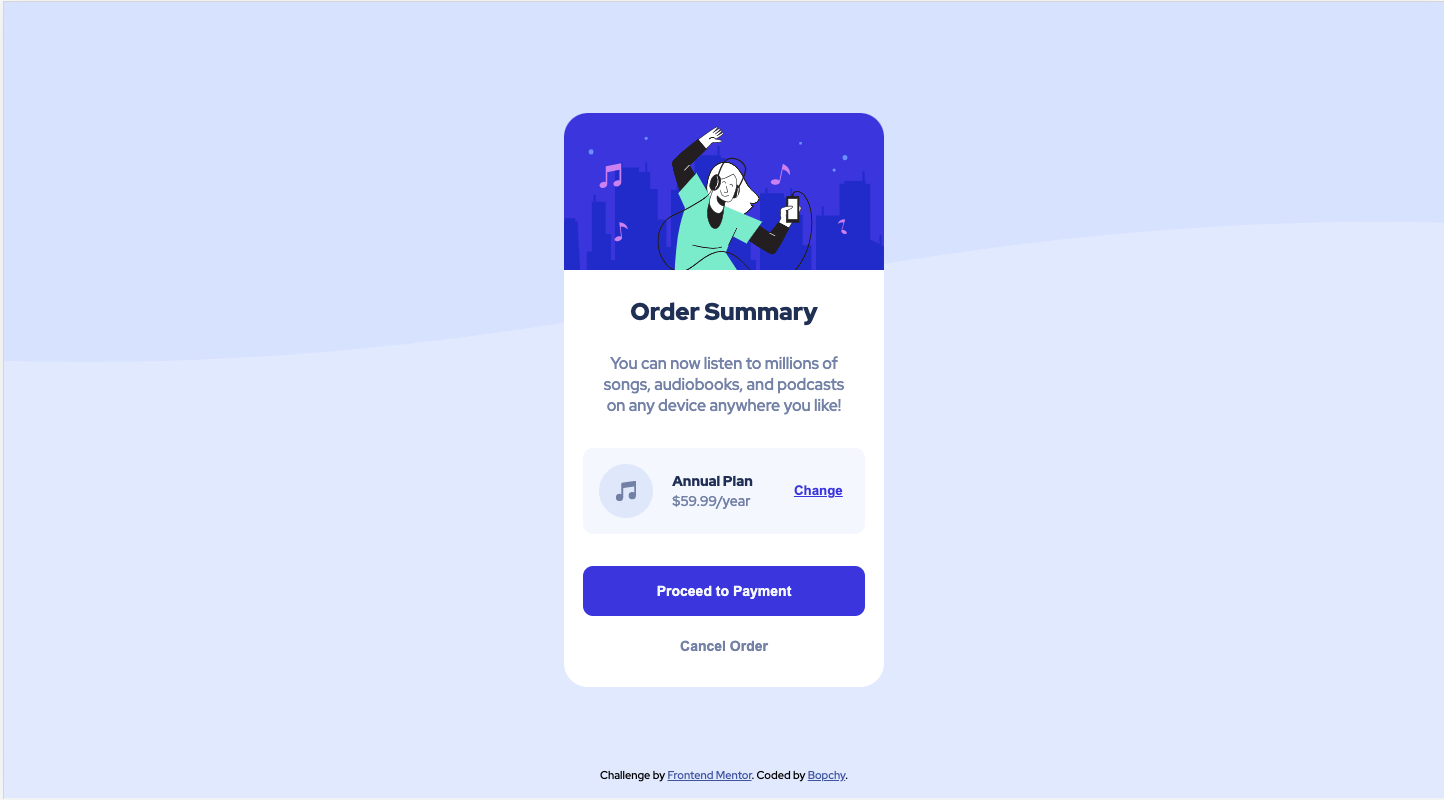 Order Summary
You can now listen to millions of
songs, audiobooks, and podcasts
on any device anywhere you like!
Annual Plan
$59.99/year
Change
Proceed to Payment
Cancel Order
Challenge by Frontend Mentor. Coded by Bopchy.